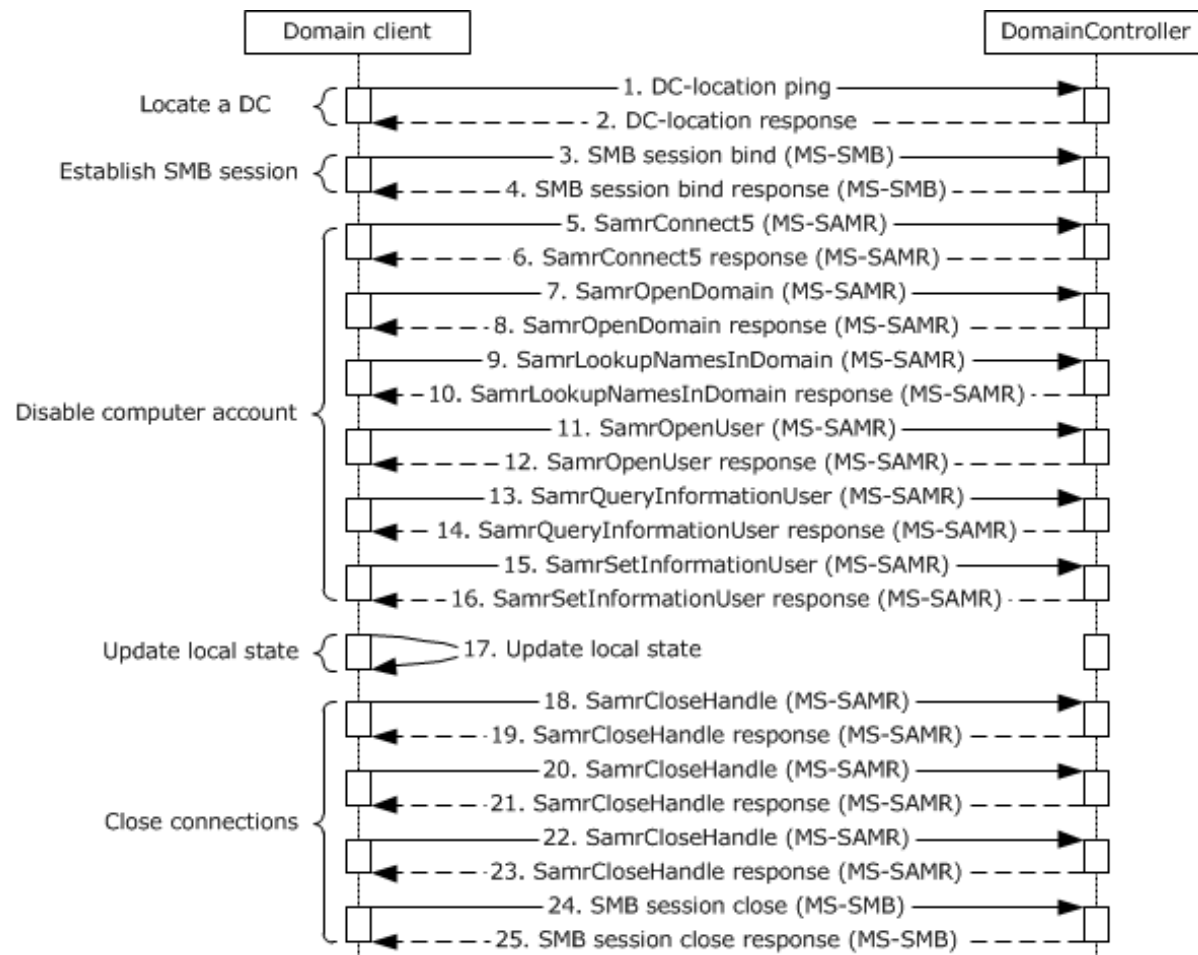 Domain client
DomainController
Locate a DC
1. DC-location ping
2. DC-location response
Establish SMB session
3. SMB session bind (MS-SMB)
4. SMB session bind response (MS-SMB)
Disable computer account
5. SamrConnect5 (MS-SAMR)
6. SamrConnect5 response (MS-SAMR)
7. SamrOpenDomain (MS-SAMR)
8. SamrOpenDomain response (MS-SAMR)
9. SamrLookupNamesInDomain (MS-SAMR)
10. SamrLookupNamesInDomain response (MS-SAMR)
11. SamrOpenUser (MS-SAMR)
12. SamrOpenUser response (MS-SAMR)
13. SamrQueryInformationUser (MS-SAMR)
14. SamrQueryInformationUser response (MS-SAMR)
15. SamrSetInformationUser (MS-SAMR)
16. SamrSetInformationUser response (MS-SAMR)
Update local state
17. Update local state
Close connections
18. SamrCloseHandle (MS-SAMR)
19. SamrCloseHandle response (MS-SAMR)
20. SamrCloseHandle (MS-SAMR)
21. SamrCloseHandle response (MS-SAMR)
22. SamrCloseHandle (MS-SAMR)
23. SamrCloseHandle response (MS-SAMR)
24. SMB session close (MS-SMB)
25. SMB session close response (MS-SMB)